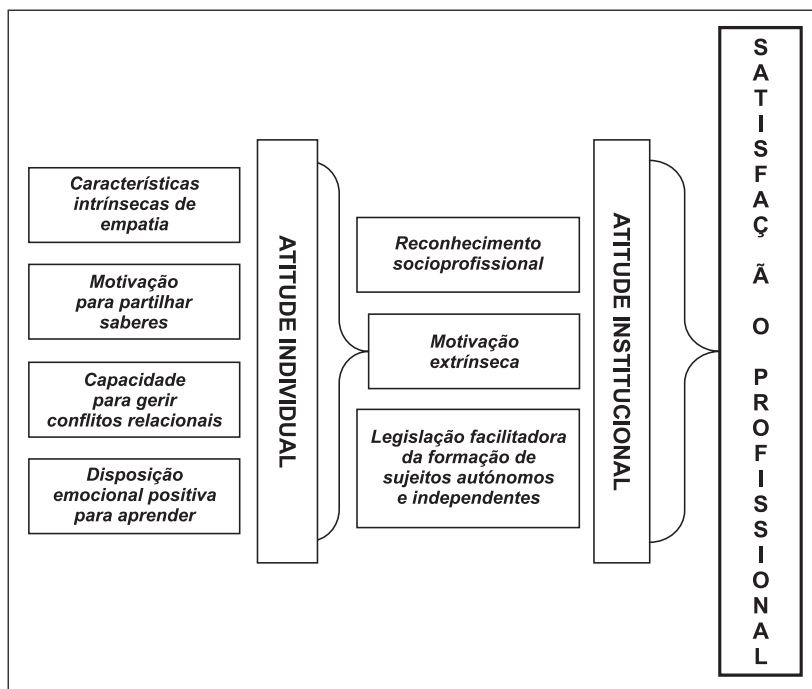 Características
intrínsecas de
empatia
Motivação
para partilhar
saberes
Capacidade
para gerir
conflitos relacionais
Disposição
emocional positiva
para aprender
ATITUDE INDIVIDUAL
Reconhecimento
socioprofissional
Motivação
extrínseca
Legislação facilitadora
da formação de
sujeitos autónomos
e independentes
ATITUDE INSTITUCIONAL
SATISFAÇÃO PROFISSIONAL